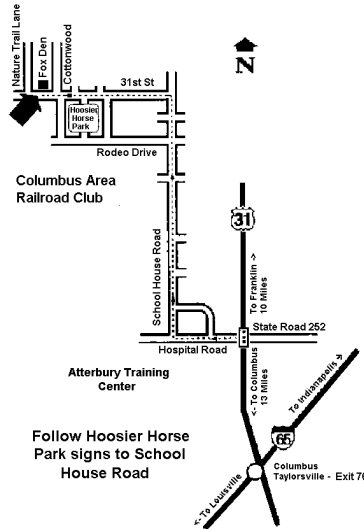 Nature Trail Lane
Fox Den
Cottonwood
31st St
N
Hoosier
Horse
Park
Rodeo Drive
Columbus Area
Railroad Club
31
School House Road
To Franklin ->
10 Miles
State Road 252
Hospital Road
Atterbury Training
Center
<- To Columbus
13 Miles
To Indianapolis ->
65
Follow Hoosier Horse
Park signs to School
House Road
Columbus
Taylorsville - Exit 76
<- To Louisville